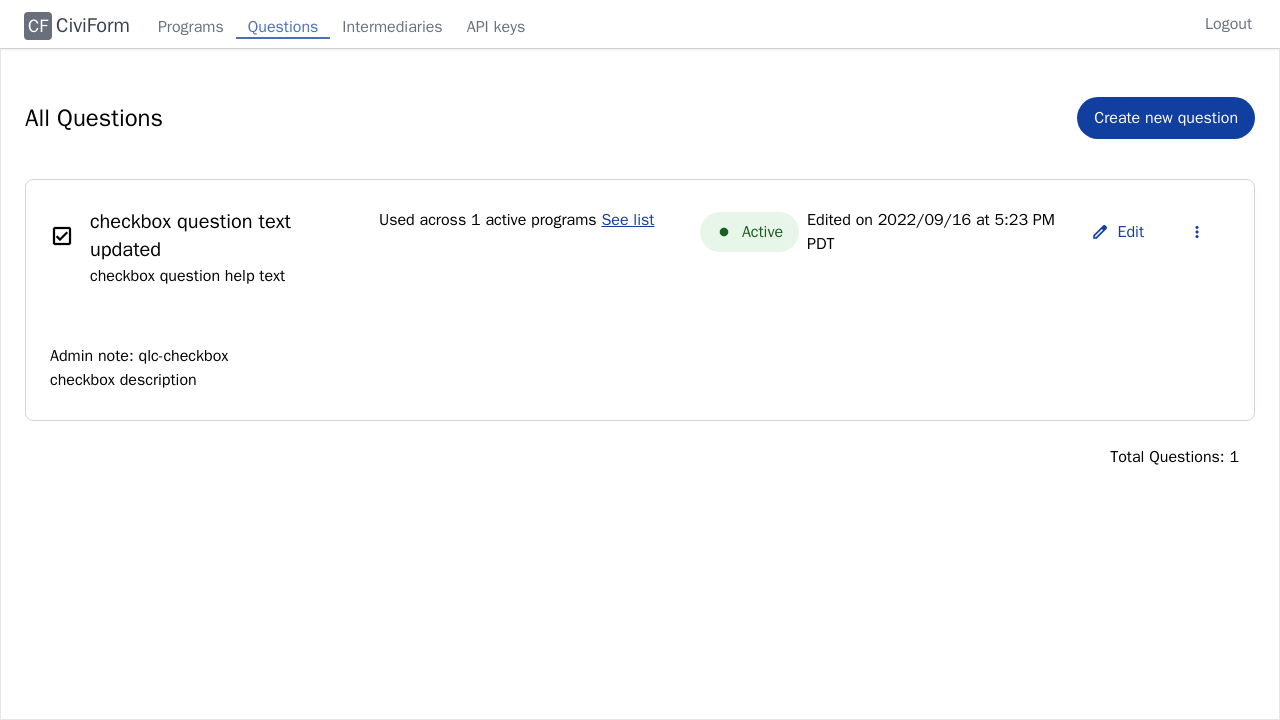 CF CiviForm Programs Questions Intermediaries API keys Logout
All Questions
Create new question
checkbox question text
updated
checkbox question help text
Used across 1 active programs See list
Active
Edited on 2022/09/16 at 5:23 PM
PDT
Edit
Admin note: qlc-checkbox
checkbox description
Total Questions: 1